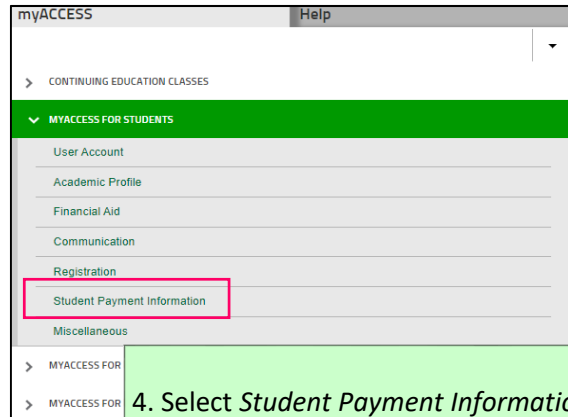 myACCESS Help
CONTINUING EDUCATION CLASSES
MYACCESS FOR STUDENTS
User Account
Academic Profile
Financial Aid
Communication
Registration
Student Payment Information
Miscellaneous
MYACCESS FOR
MYACCESS FOR
4. Select Student Payment Informatio